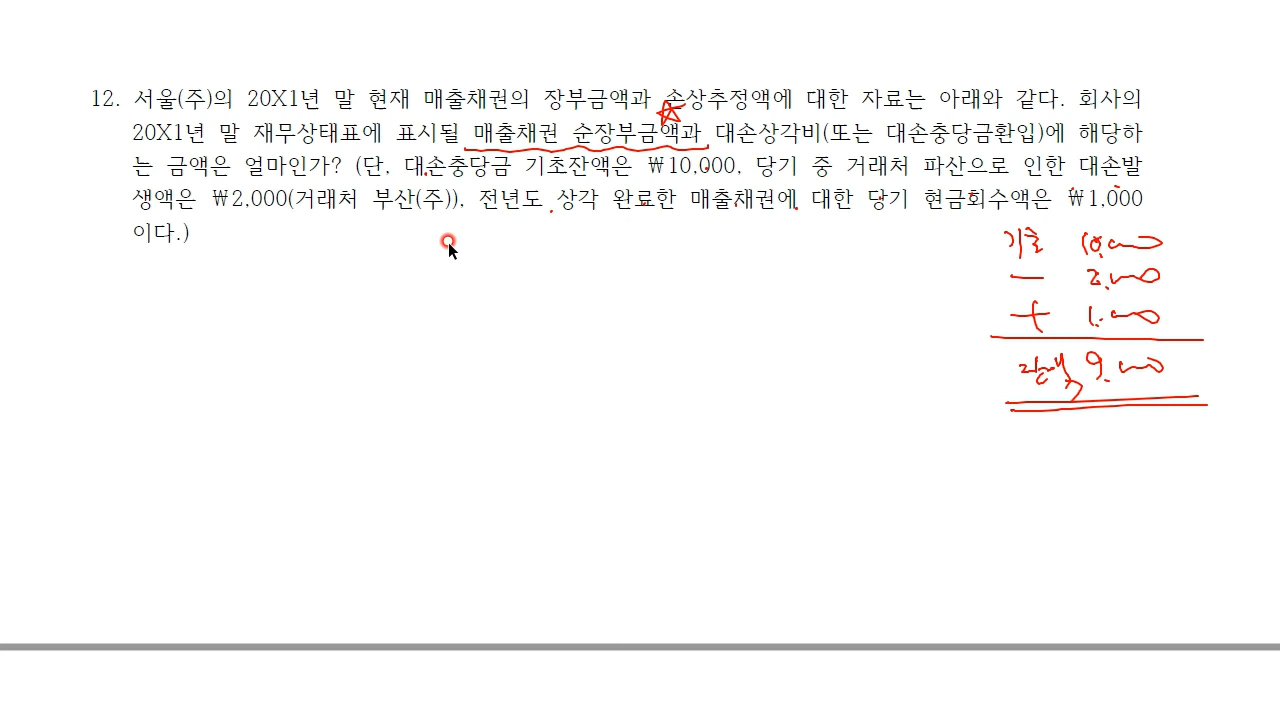 12. 서울(주)의 20X1년 말 현재 매출채권의 장부금액과 손상추정액에 대한 자료는 아래와 같다. 회사의
20X1년 말 재무상태표에 표시될 매출채권 순장부금액과 대손상각비(또는 대손충당금환입)에 해당하
는 금액은 얼마인가? (단, 대손충당금 기초잔액은 ₩10,000, 당기 중 거래처 파산으로 인한 대손발
생액은 ₩2,000(거래처 부산(주)), 전년도 상각 완료한 매출채권에 대한 당기 현금회수액은 ₩1,000
이다.)
기초 10,000
- 2,000
+ 1,000
잔액 9,000